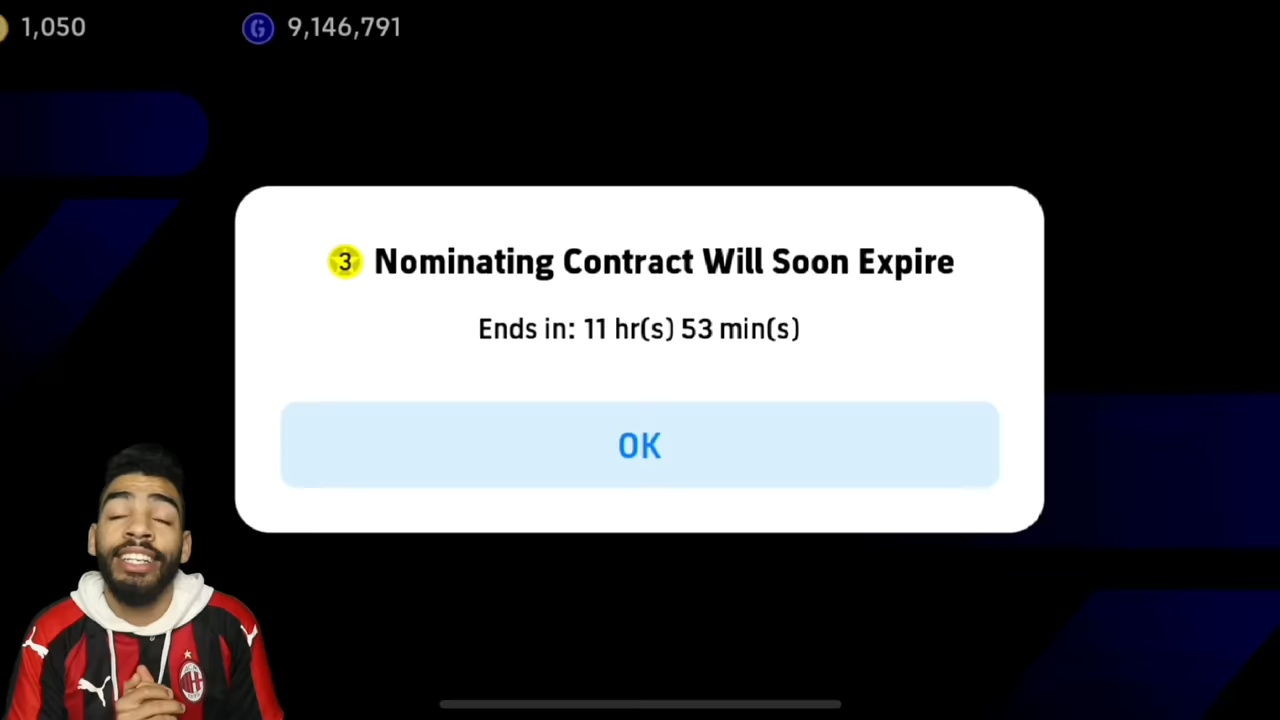 1,050
G 9,146,791
3 Nominating Contract Will Soon Expire
Ends in: 11 hr(s) 53 min(s)
OK